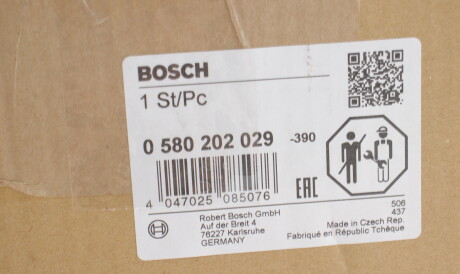 BOSCH
1 St/Pc
0 580 202 029 -390
4 047025 085076
EAC
506
437
Robert Bosch GmbH
Auf der Breit 4
76227 Karlsruhe
GERMANY
Made in Czech Rep.
Fabriqué en République Tchèque